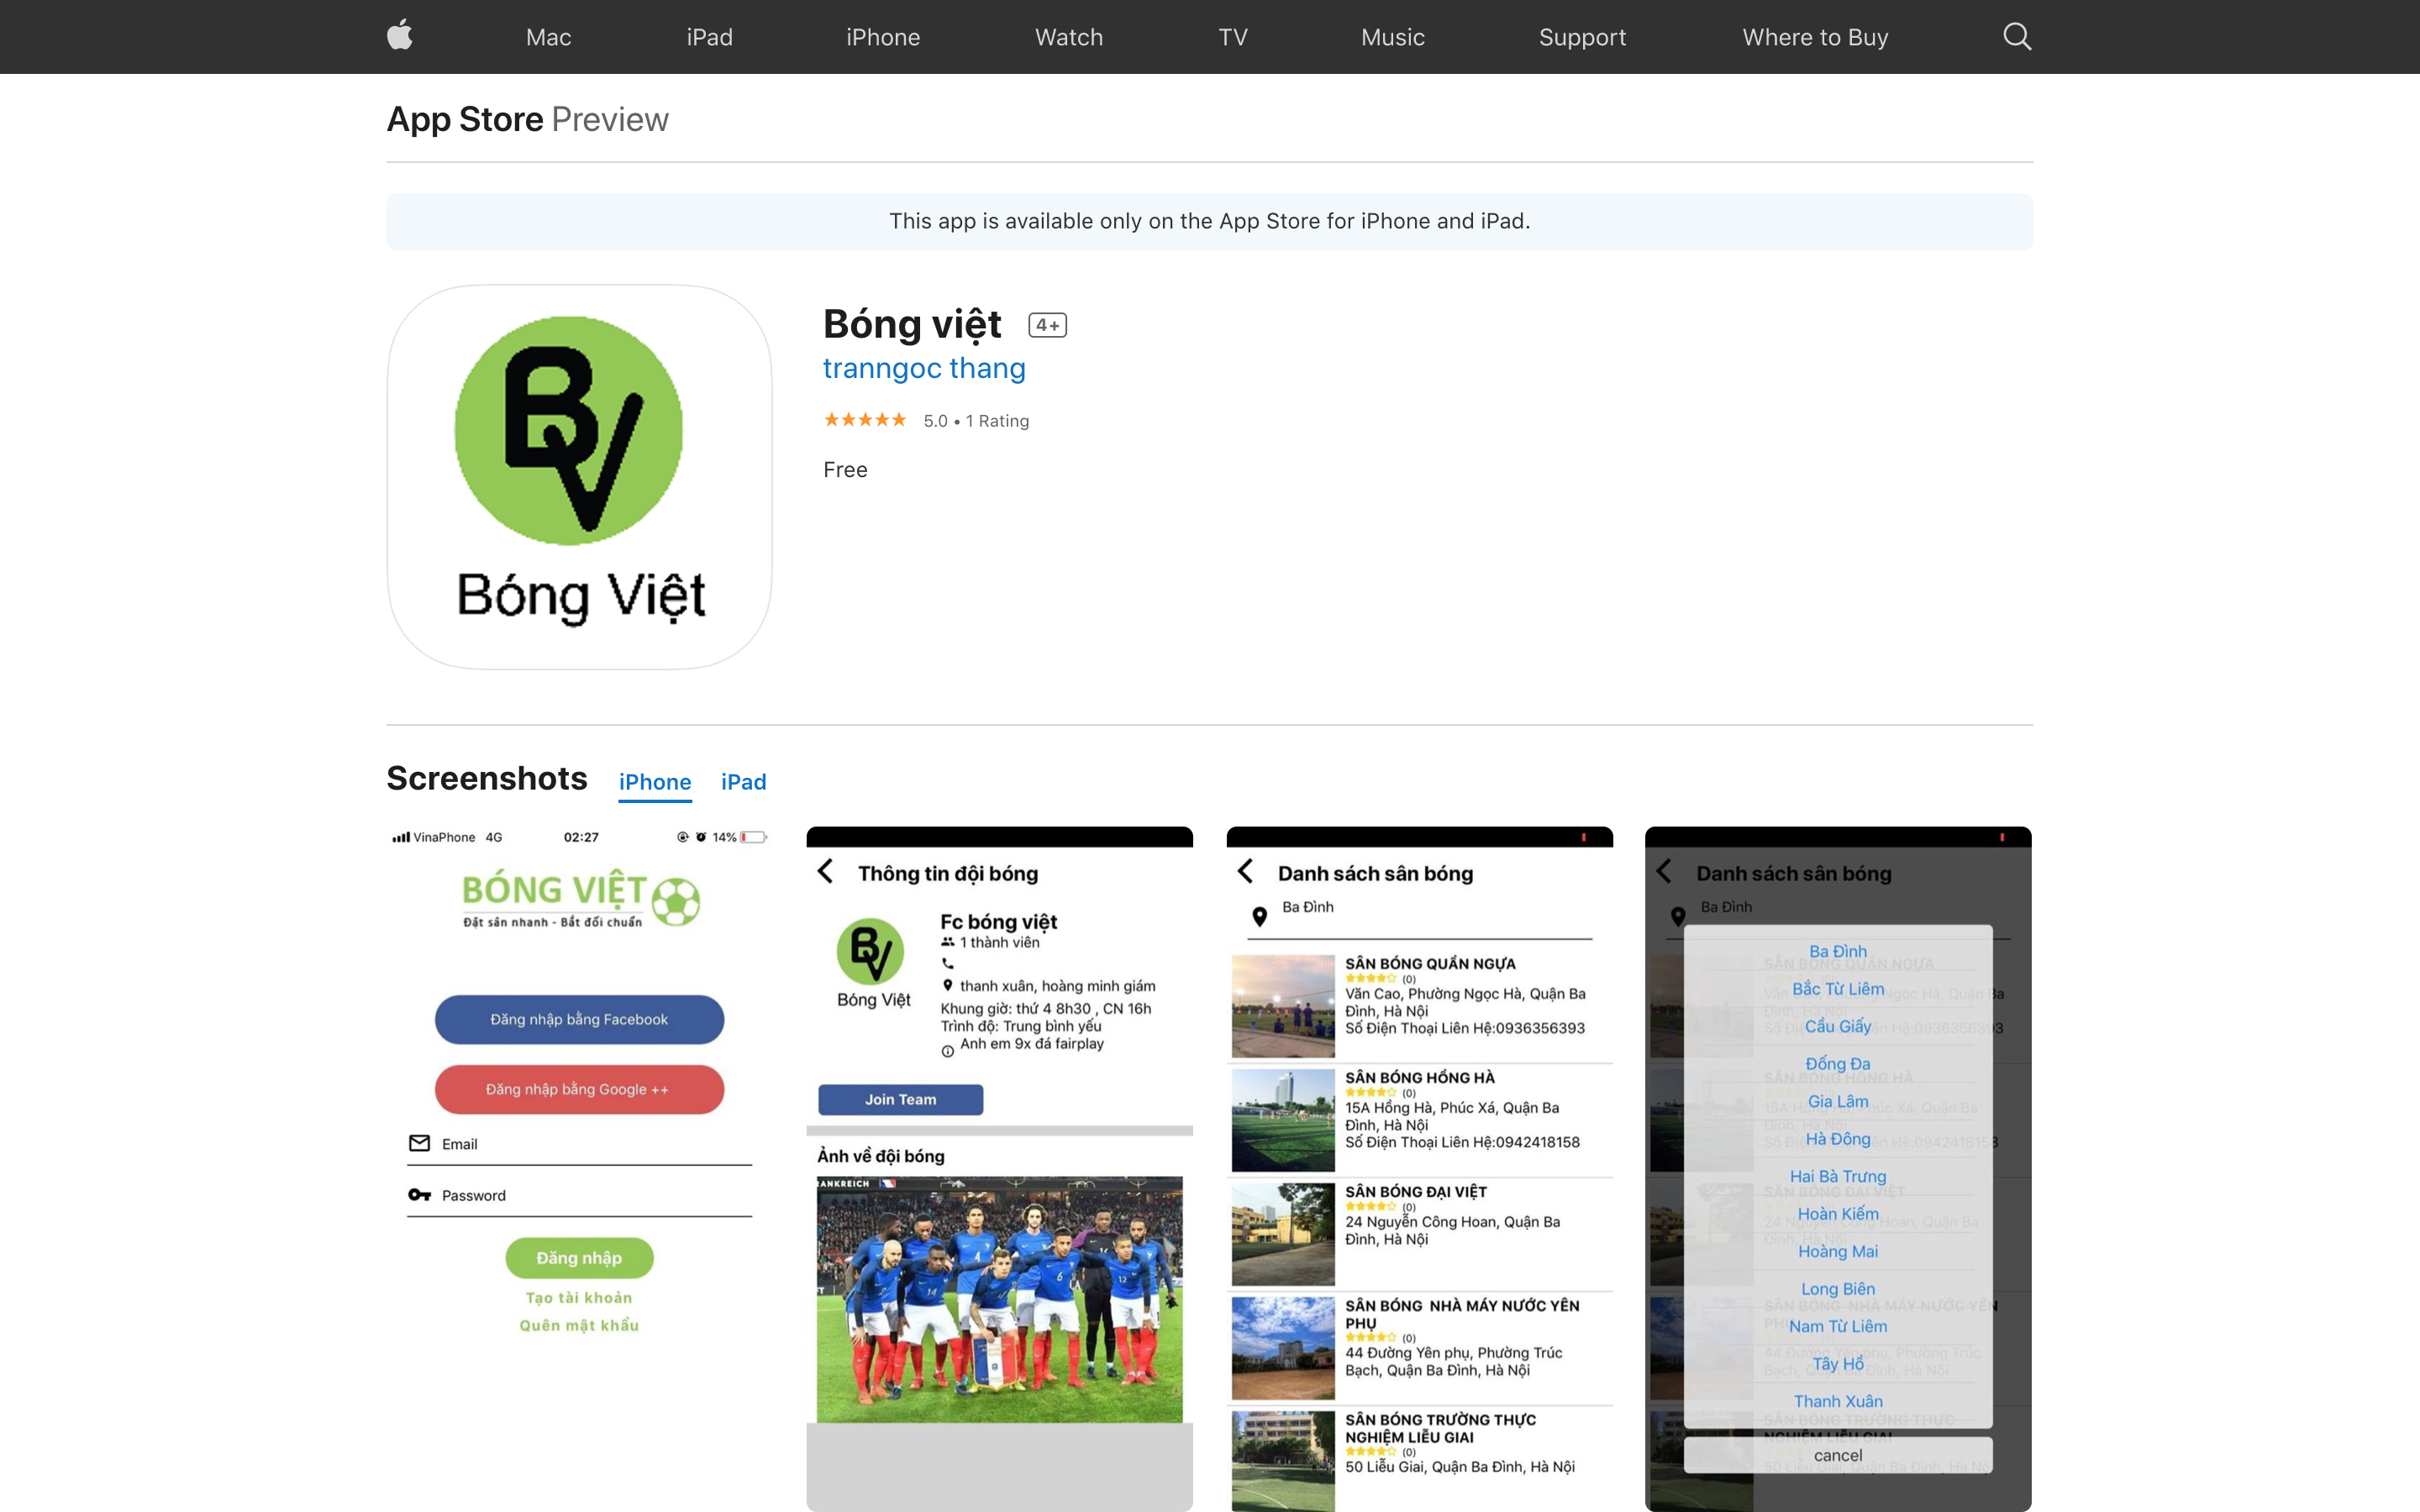 Mac iPad iPhone Watch TV Music Support Where to Buy
App Store Preview
This app is available only on the App Store for iPhone and iPad.
BV
Bóng Việt
Bóng việt 4+
tranngoc thang
5.0 • 1 Rating
Free
Screenshots iPhone iPad
VinaPhone 4G 02:27 14%
BÓNG VIỆT
Đặt sân nhanh - Bắt đối chuẩn
Đăng nhập bằng Facebook
Đăng nhập bằng Google ++
Email
Password
Đăng nhập
Tạo tài khoản
Quên mật khẩu
Thông tin đội bóng
BV
Bóng Việt
Fc bóng việt
1 thành viên
thanh xuân, hoàng minh giám
Khung giờ: thứ 4 8h30 , CN 16h
Trình độ: Trung bình yếu
Anh em 9x đá fairplay
Join Team
Ảnh về đội bóng
ANKREICH
Danh sách sân bóng
Ba Đình
SÂN BÓNG QUẦN NGỰA
(0)
Văn Cao, Phường Ngọc Hà, Quận Ba
Đình, Hà Nội
Số Điện Thoại Liên Hệ:0936356393
SÂN BÓNG HỒNG HÀ
(0)
15A Hồng Hà, Phúc Xá, Quận Ba
Đình, Hà Nội
Số Điện Thoại Liên Hệ:0942418158
SÂN BÓNG ĐẠI VIỆT
(0)
24 Nguyễn Công Hoan, Quận Ba
Đình, Hà Nội
SÂN BÓNG NHÀ MÁY NƯỚC YÊN
PHỤ
(0)
44 Đường Yên phụ, Phường Trúc
Bạch, Quận Ba Đình, Hà Nội
SÂN BÓNG TRƯỜNG THỰC
NGHIỆM LIỄU GIAI
(0)
50 Liễu Giai, Quận Ba Đình, Hà Nội
Danh sách sân bóng
Ba Đình
Ba Đình
Bắc Từ Liêm
Cầu Giấy
Đống Đa
Gia Lâm
Hà Đông
Hai Bà Trưng
Hoàn Kiếm
Hoàng Mai
Long Biên
Nam Từ Liêm
Tây Hồ
Thanh Xuân
cancel